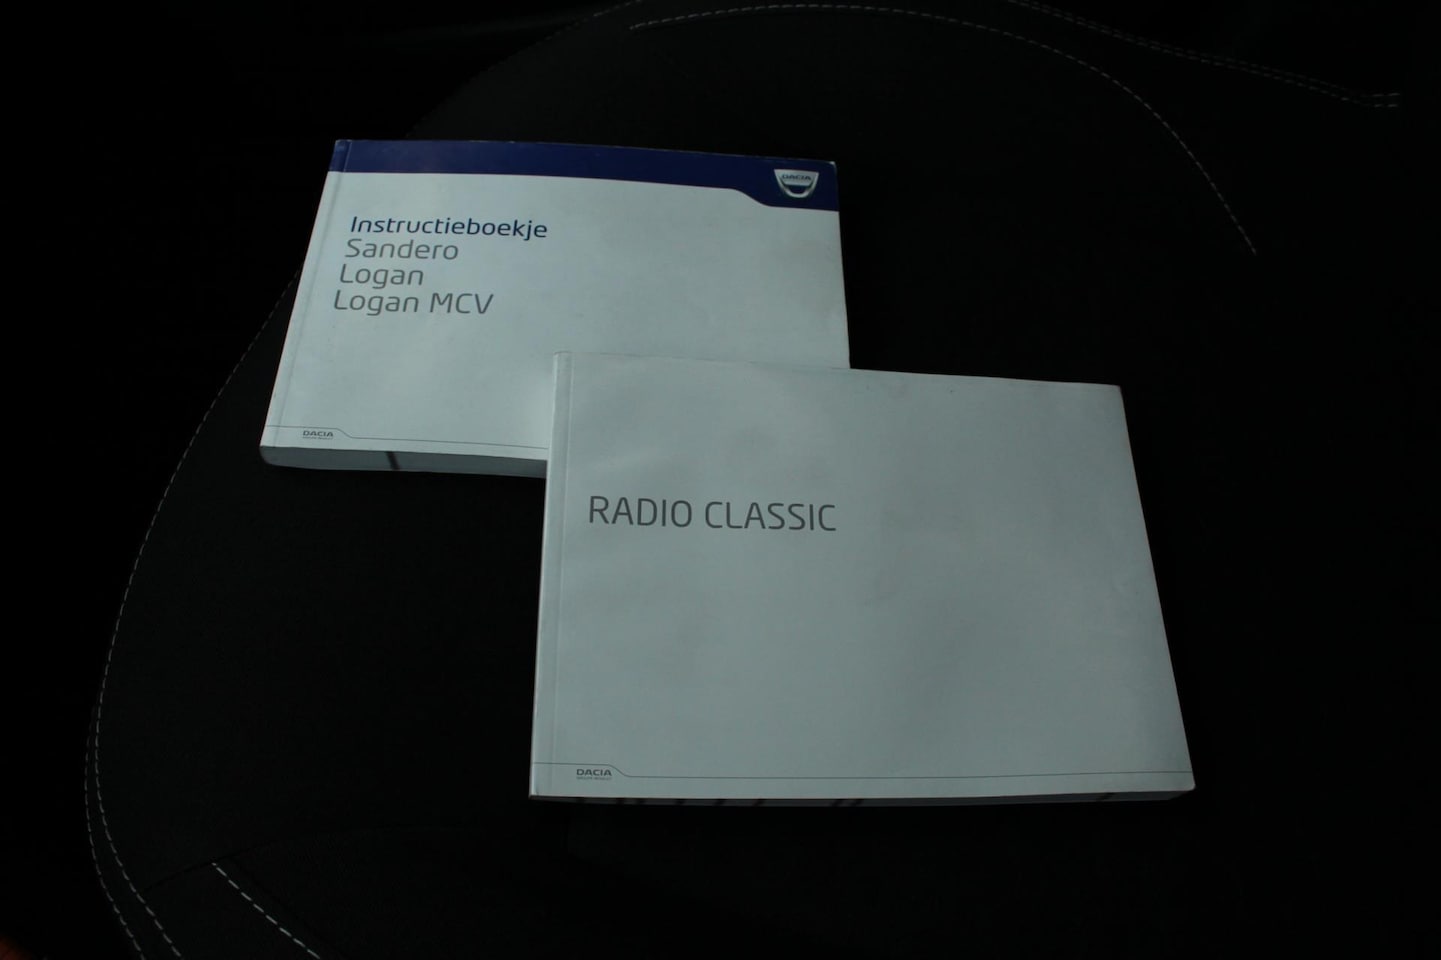 DACIA
Instructieboekje
Sandero
Logan
Logan MCV
DACIA
RADIO CLASSIC
DACIA